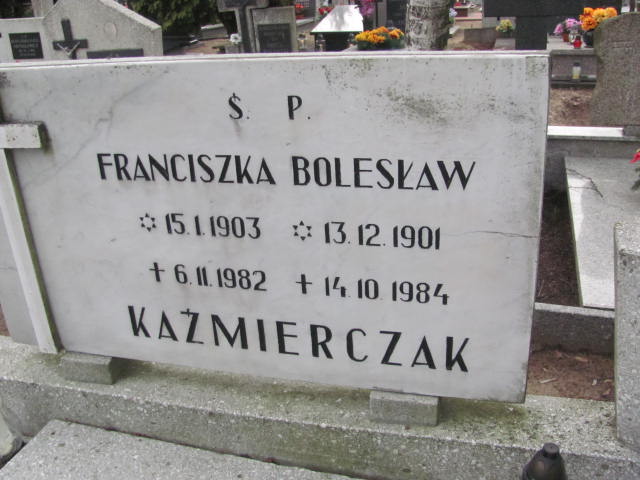 Ś. P.
FRANCISZKA BOLESŁAW
✡ 15.1.1903 ✡ 13.12.1901
† 6.11.1982 † 14.10.1984
KAŹMIERCZAK